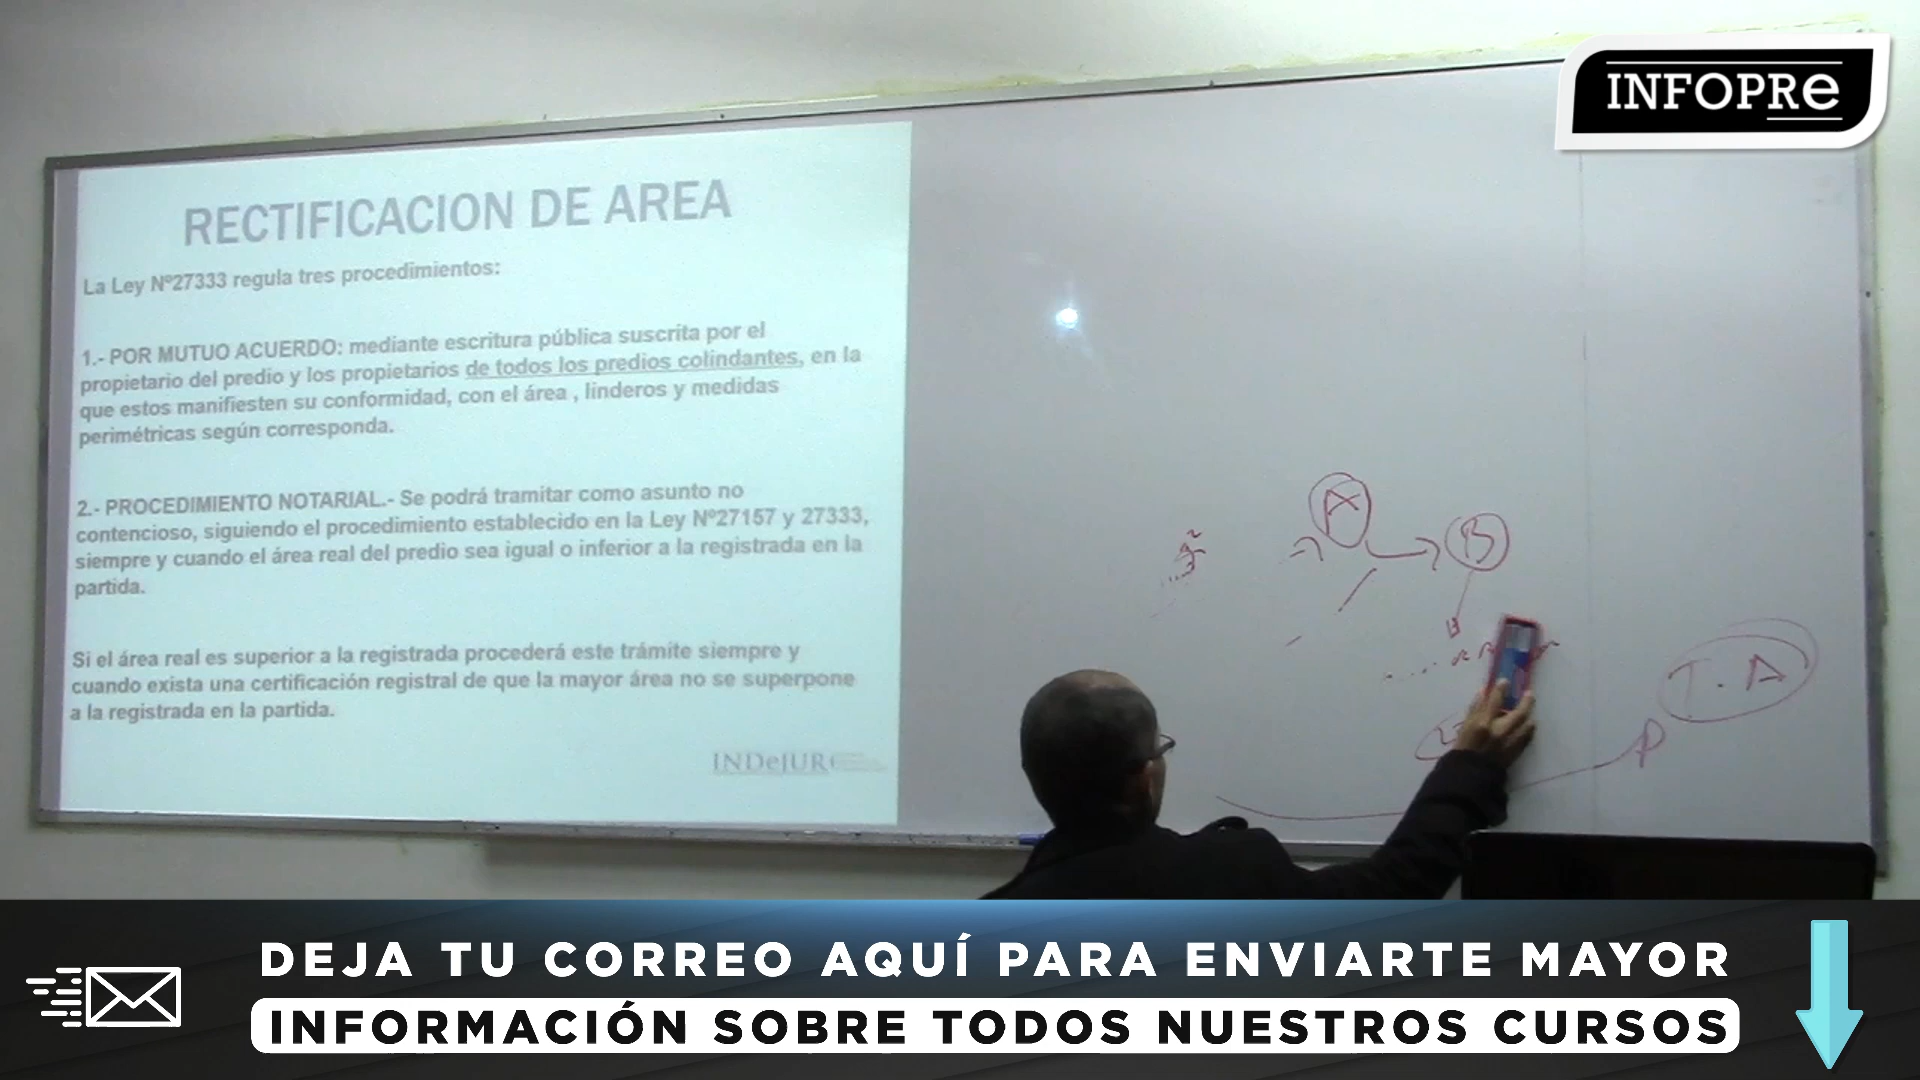 INFOPRe
RECTIFICACION DE AREA
La Ley Nº27333 regula tres procedimientos:
1.- POR MUTUO ACUERDO: mediante escritura pública suscrita por el
propietario del predio y los propietarios de todos los predios colindantes, en la
que estos manifiesten su conformidad, con el área , linderos y medidas
perimétricas según corresponda.
2.- PROCEDIMIENTO NOTARIAL.- Se podrá tramitar como asunto no
contencioso, siguiendo el procedimiento establecido en la Ley Nº27157 y 27333,
siempre y cuando el área real del predio sea igual o inferior a la registrada en la
partida.
Si el área real es superior a la registrada procederá este trámite siempre y
cuando exista una certificación registral de que la mayor área no se superpone
a la registrada en la partida.
INDeJUR
A
B
T.A
P
DEJA TU CORREO AQUÍ PARA ENVIARTE MAYOR
INFORMACIÓN SOBRE TODOS NUESTROS CURSOS